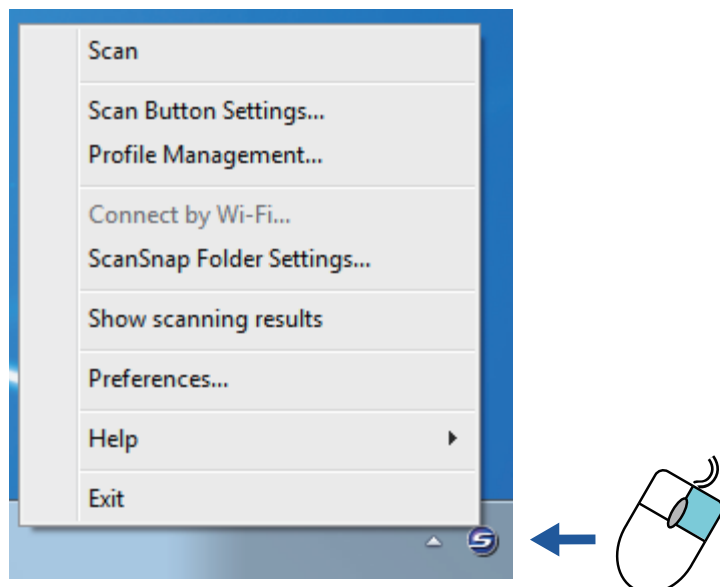 Scan
Scan Button Settings...
Profile Management...
Connect by Wi-Fi...
ScanSnap Folder Settings...
Show scanning results
Preferences...
Help
Exit
S